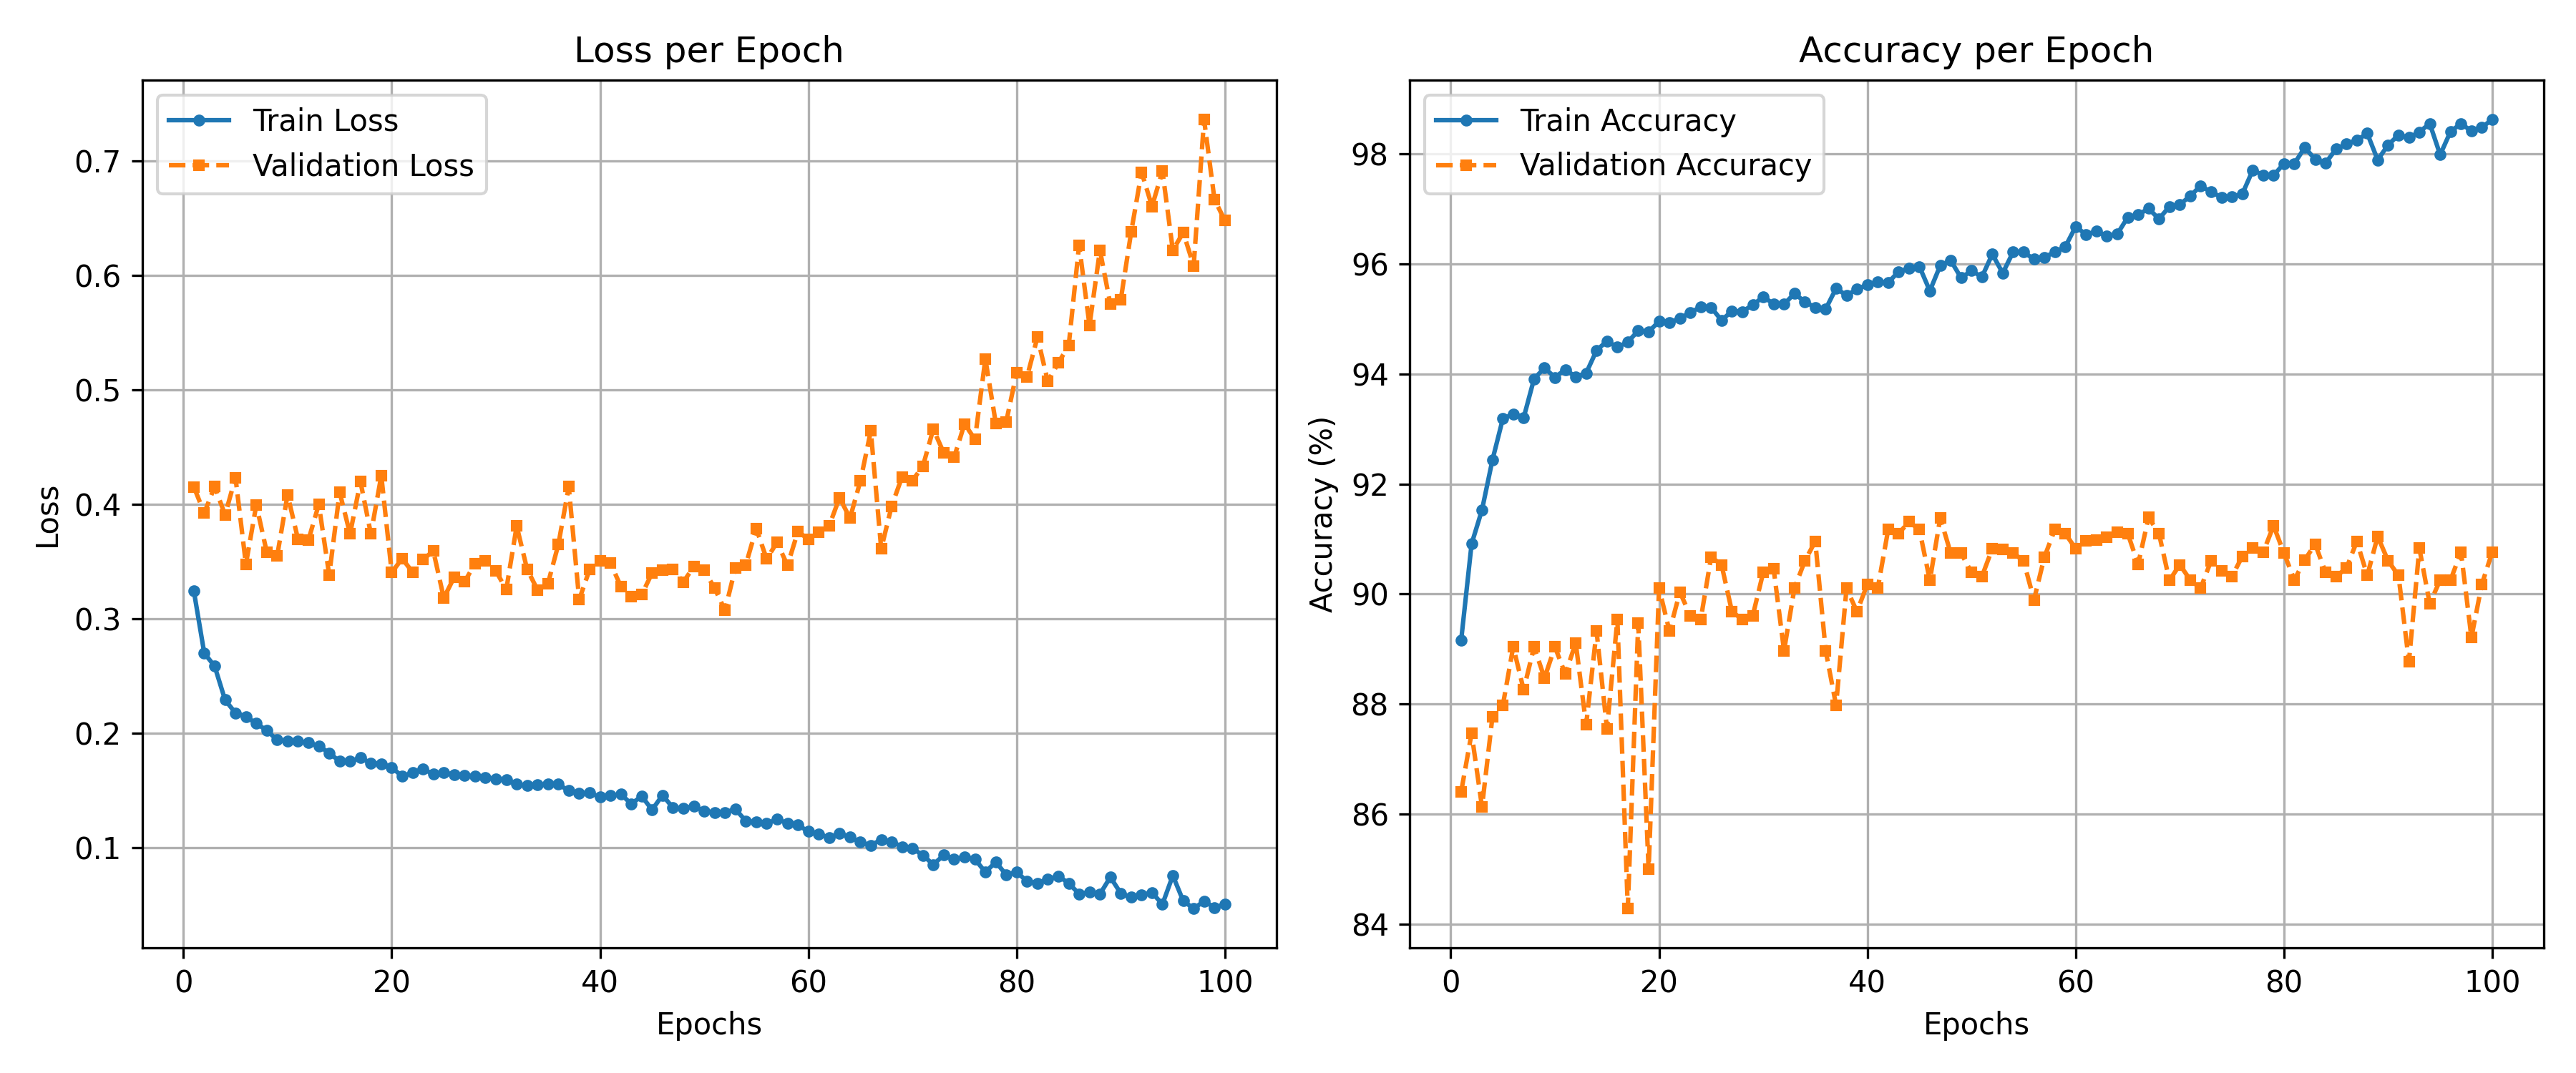 Loss per Epoch
Train Loss
Validation Loss
0.7
0.6
0.5
0.4
0.3
0.2
0.1
Loss
0
20
40
60
80
100
Epochs
Accuracy per Epoch
Train Accuracy
Validation Accuracy
98
96
94
92
90
88
86
84
Accuracy (%)
0
20
40
60
80
100
Epochs